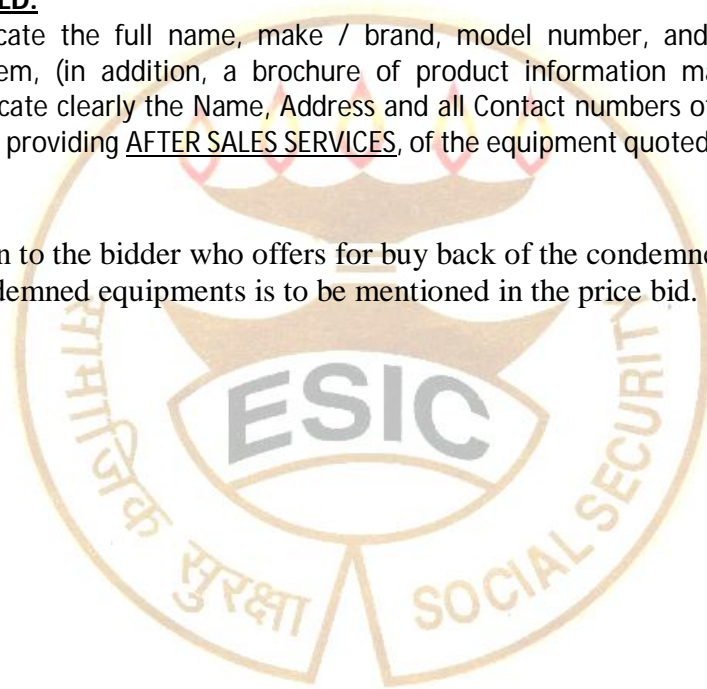 cate the full name, make / brand, model number, and
em, (in addition, a brochure of product information ma
cate clearly the Name, Address and all Contact numbers of
providing AFTER SALES SERVICES, of the equipment quoted
n to the bidder who offers for buy back of the condemne
demned equipments is to be mentioned in the price bid.
ESIC
सामाजिक सुरक्षा
SOCIAL SECURITY